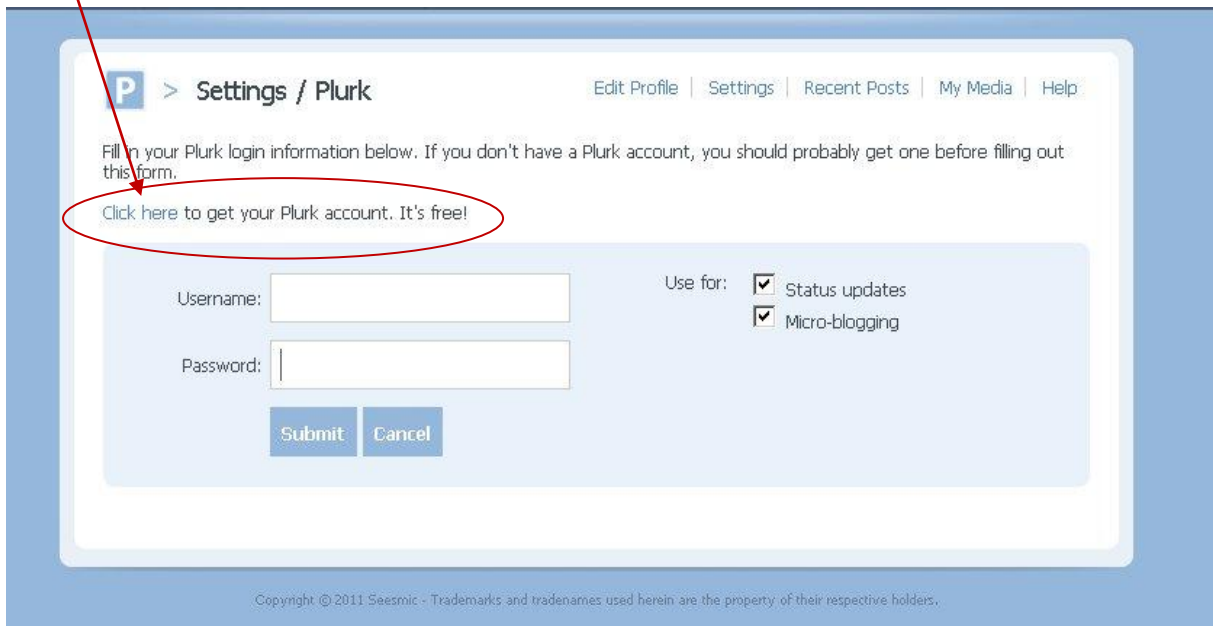 P > Settings / Plurk
Edit Profile | Settings | Recent Posts | My Media | Help
Fill in your Plurk login information below. If you don't have a Plurk account, you should probably get one before filling out
this form.
Click here to get your Plurk account. It's free!
Username:
Use for:
Status updates
Micro-blogging
Password:
Submit Cancel
Copyright © 2011 Seesmic - Trademarks and tradenames used herein are the property of their respective holders.